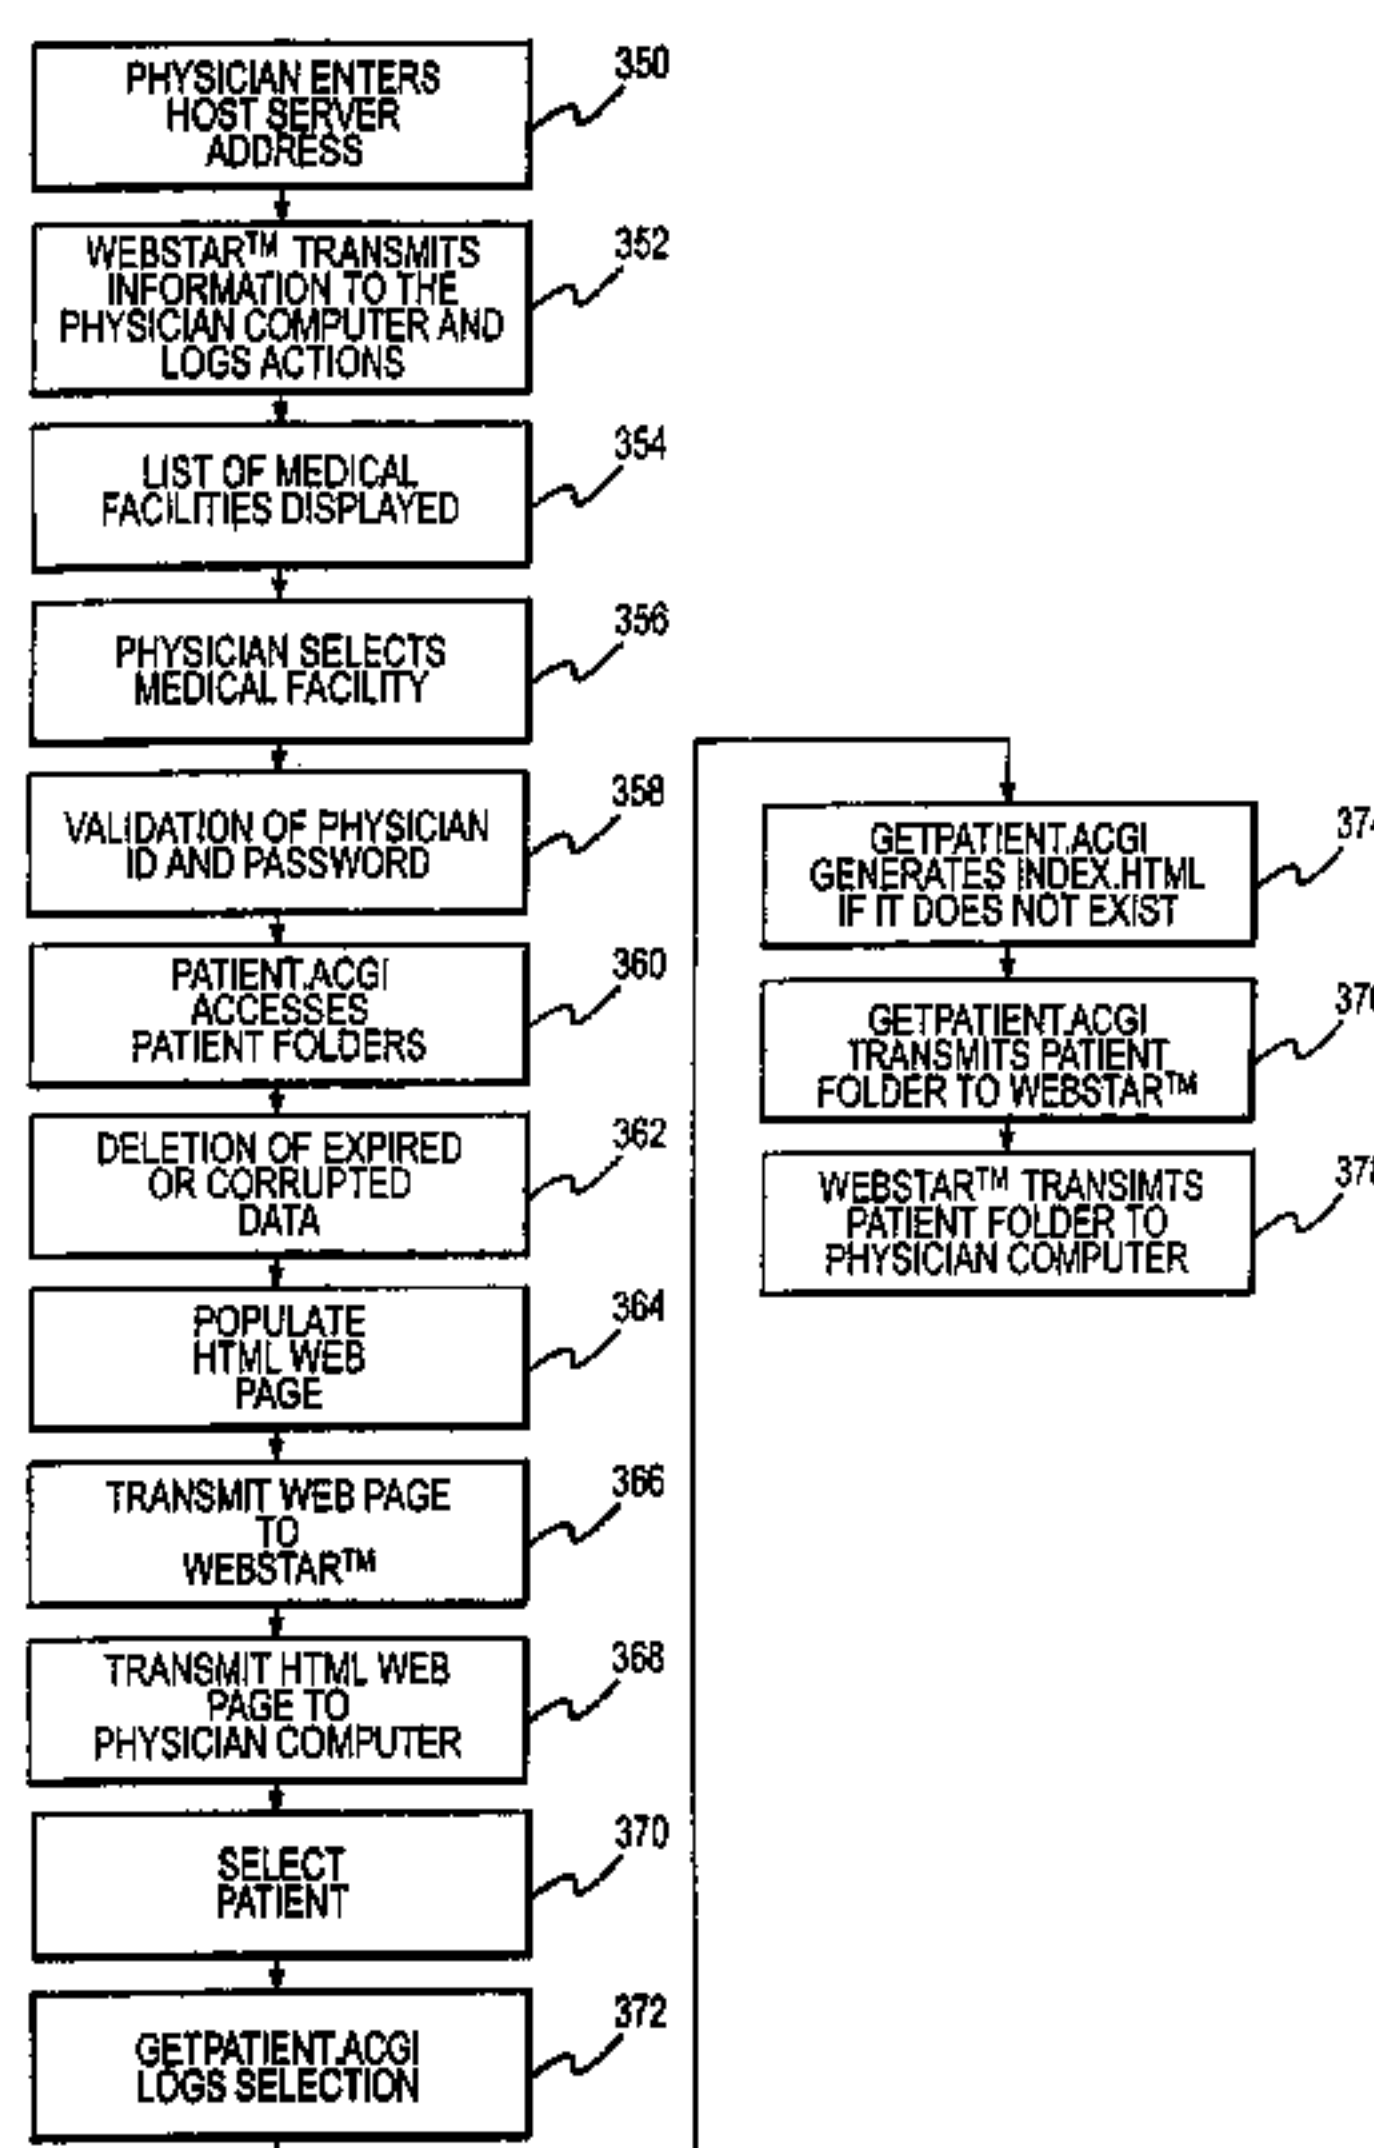 PHYSICIAN ENTERS
HOST SERVER
ADDRESS
350
WEBSTAR™ TRANSMITS
INFORMATION TO THE
PHYSICIAN COMPUTER AND
LOGS ACTIONS
352
LIST OF MEDICAL
FACILITIES DISPLAYED
354
PHYSICIAN SELECTS
MEDICAL FACILITY
356
VALIDATION OF PHYSICIAN
ID AND PASSWORD
358
PATIENT.ACGI
ACCESSES
PATIENT FOLDERS
360
DELETION OF EXPIRED
OR CORRUPTED
DATA
362
POPULATE
HTML WEB
PAGE
364
TRANSMIT WEB PAGE
TO
WEBSTAR™
366
TRANSMIT HTML WEB
PAGE TO
PHYSICIAN COMPUTER
368
SELECT
PATIENT
370
GETPATIENT.ACGI
LOGS SELECTION
372
GETPATIENT.ACGI
GENERATES INDEX.HTML
IF IT DOES NOT EXIST
374
GETPATIENT.ACGI
TRANSMITS PATIENT
FOLDER TO WEBSTAR™
376
WEBSTAR™ TRANSIMTS
PATIENT FOLDER TO
PHYSICIAN COMPUTER
378